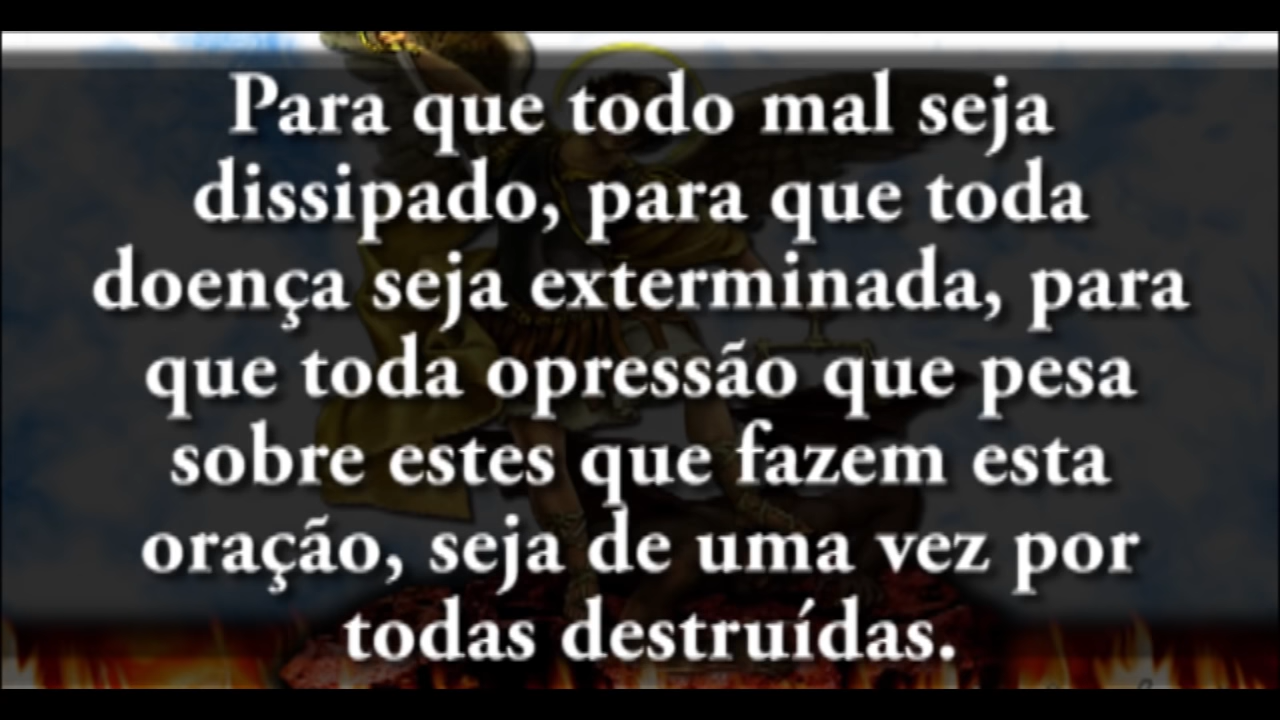 Para que todo mal seja
dissipado, para que toda
doença seja exterminada, para
que toda opressão que pesa
sobre estes que fazem esta
oração, seja de uma vez por
todas destruídas.